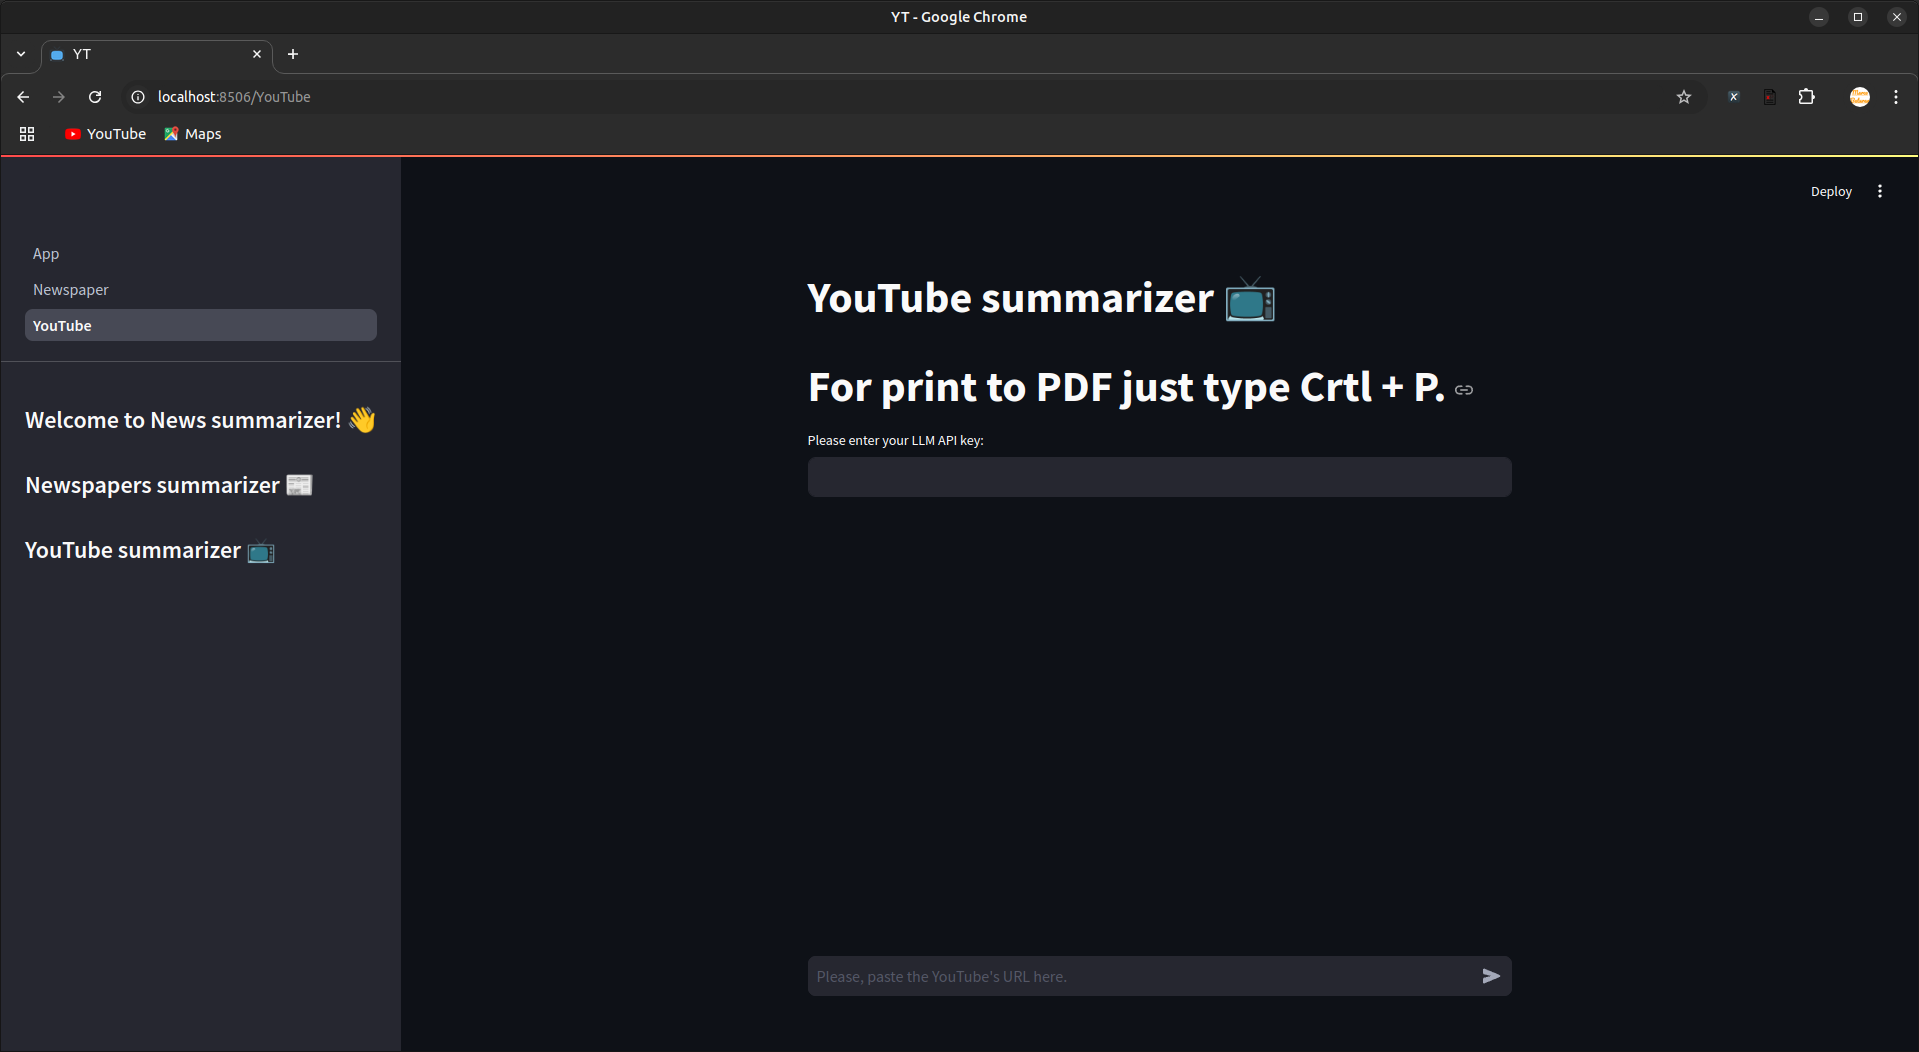 YT - Google Chrome
YT
localhost:8506/YouTube
YouTube
Maps
Deploy
App
Newspaper
YouTube
Welcome to News summarizer! 👋
Newspapers summarizer 📰
YouTube summarizer 📺
YouTube summarizer 📺
For print to PDF just type Crtl + P.
Please enter your LLM API key:
Please, paste the YouTube's URL here.